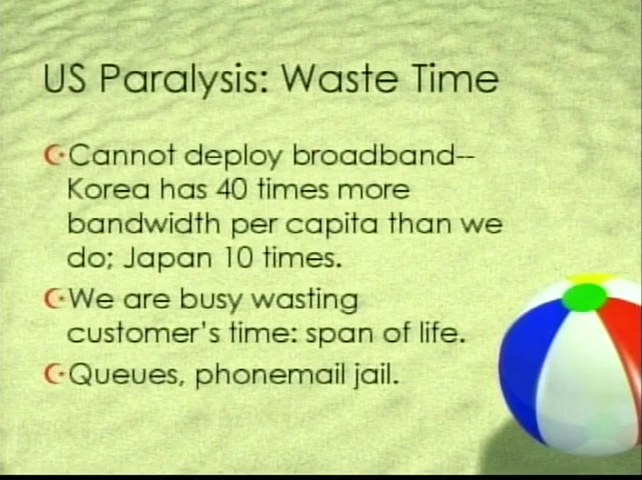 US Paralysis: Waste Time
Cannot deploy broadband--
Korea has 40 times more
bandwidth per capita than we
do; Japan 10 times.
We are busy wasting
customer's time: span of life.
Queues, phonemail jail.